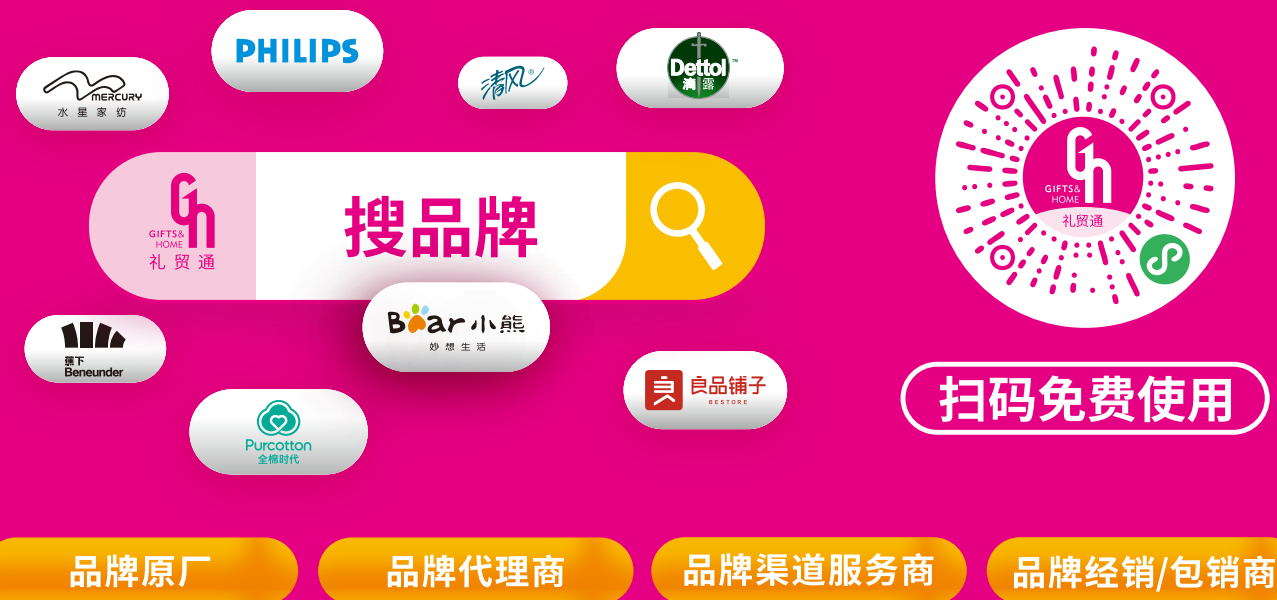 PHILIPS
MERCURY
水星家纺
清风®
Dettol™
滴露
GIFTS&
HOME
礼贸通
搜品牌
Bear小熊
妙想生活
蕉下
Beneunder
Purcotton
全棉时代
良
良品铺子
BESTORE
GIFTS&
HOME
礼贸通
扫码免费使用
品牌原厂
品牌代理商
品牌渠道服务商
品牌经销/包销商